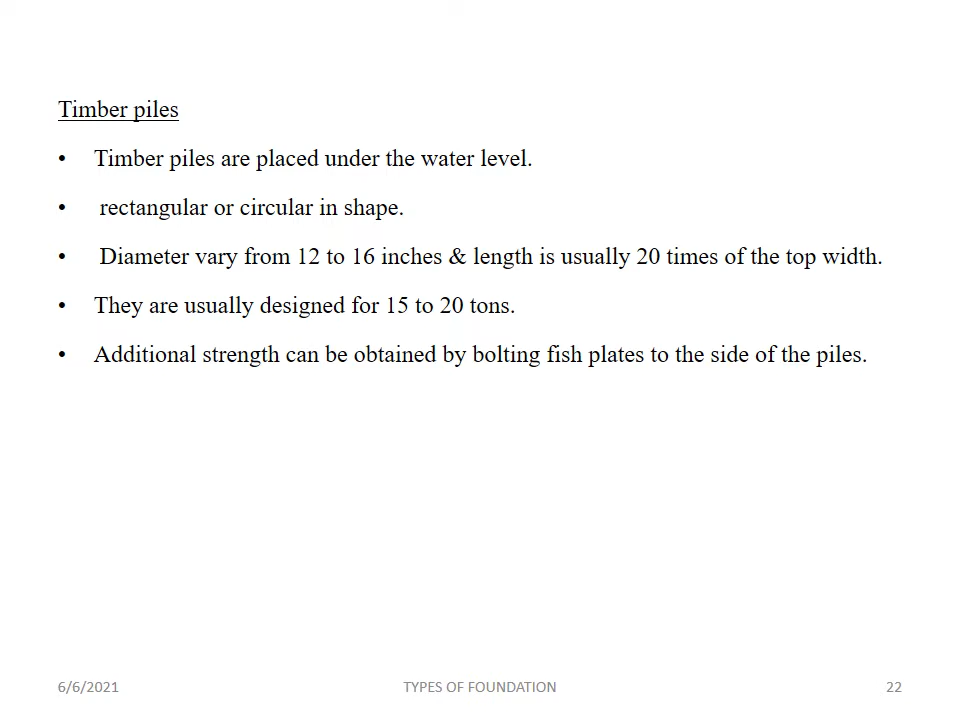 Timber piles
• Timber piles are placed under the water level.
• rectangular or circular in shape.
• Diameter vary from 12 to 16 inches & length is usually 20 times of the top width.
• They are usually designed for 15 to 20 tons.
• Additional strength can be obtained by bolting fish plates to the side of the piles.
6/6/2021 TYPES OF FOUNDATION 22